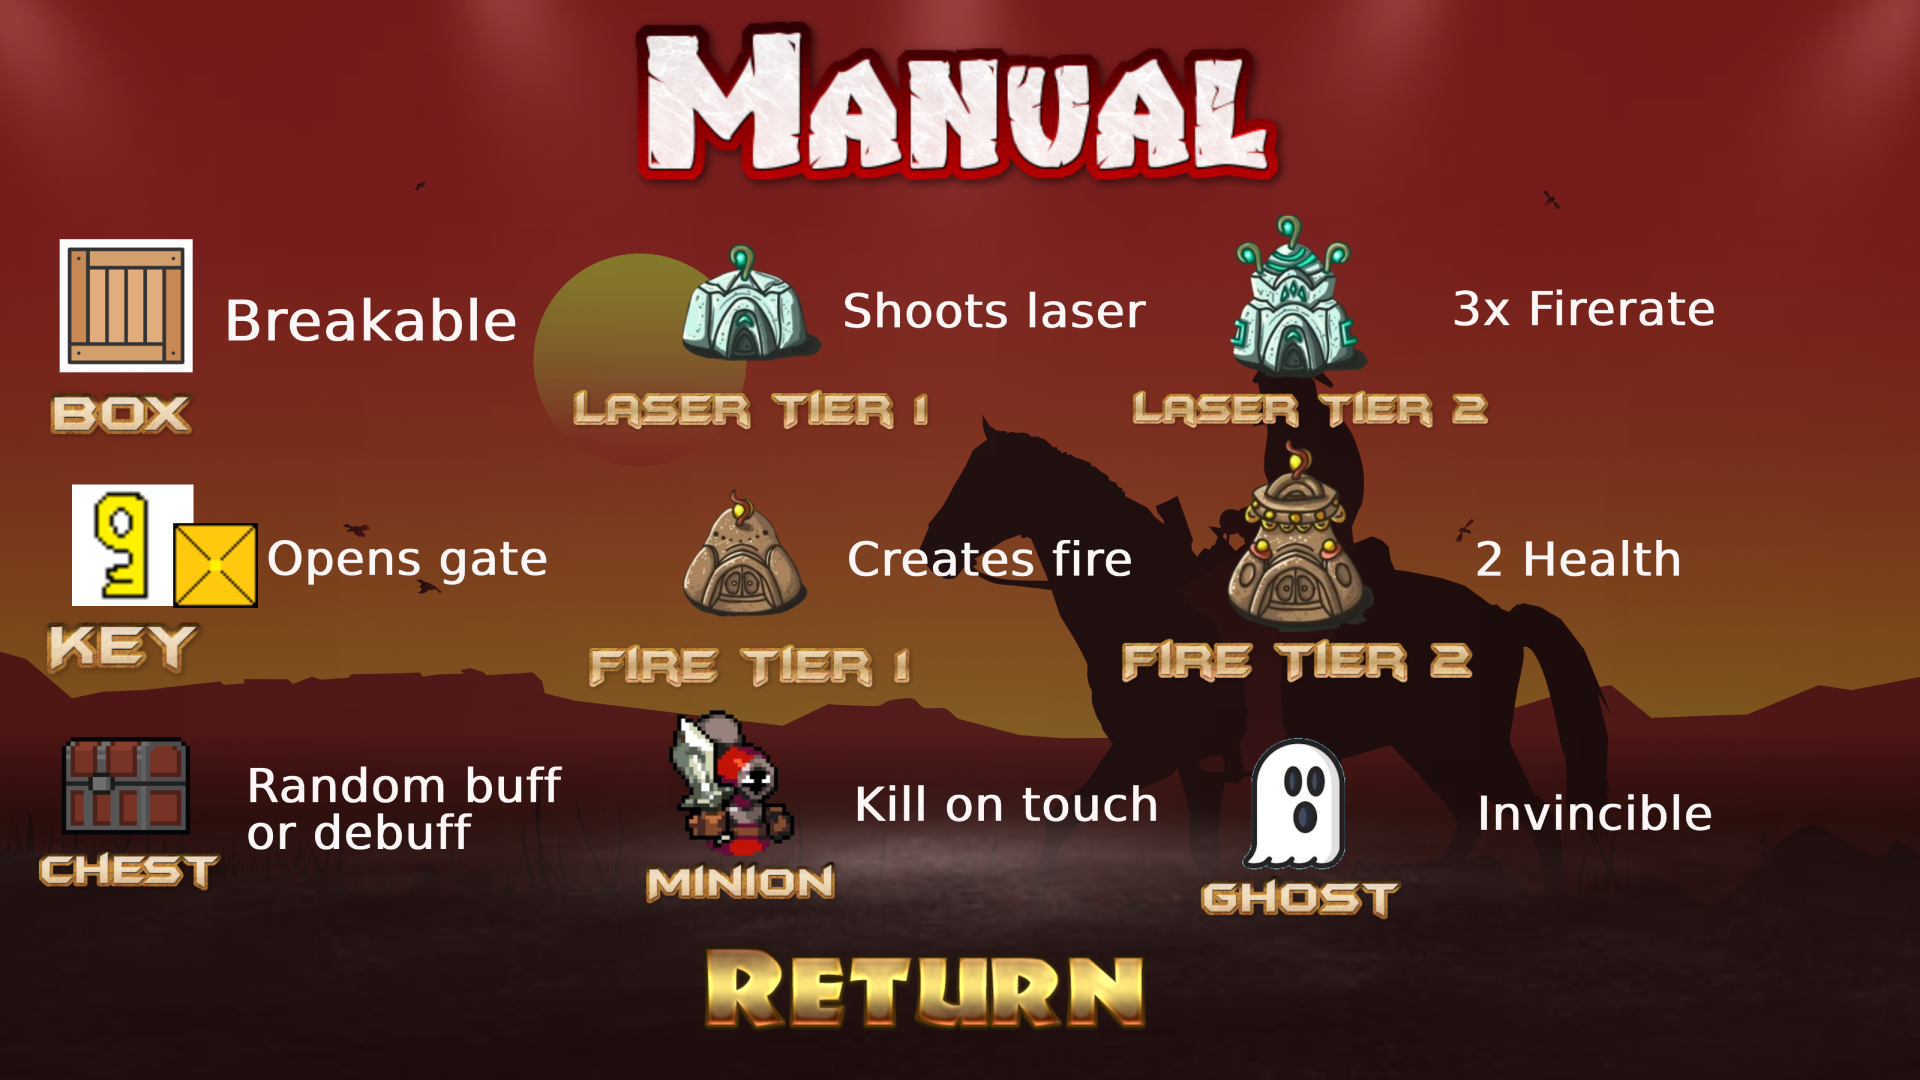 MANUAL
Breakable
BOX
Shoots laser
LASER TIER 1
3x Firerate
LASER TIER 2
Opens gate
KEY
Creates fire
FIRE TIER 1
2 Health
FIRE TIER 2
Random buff
or debuff
CHEST
Kill on touch
MINION
Invincible
GHOST
RETURN